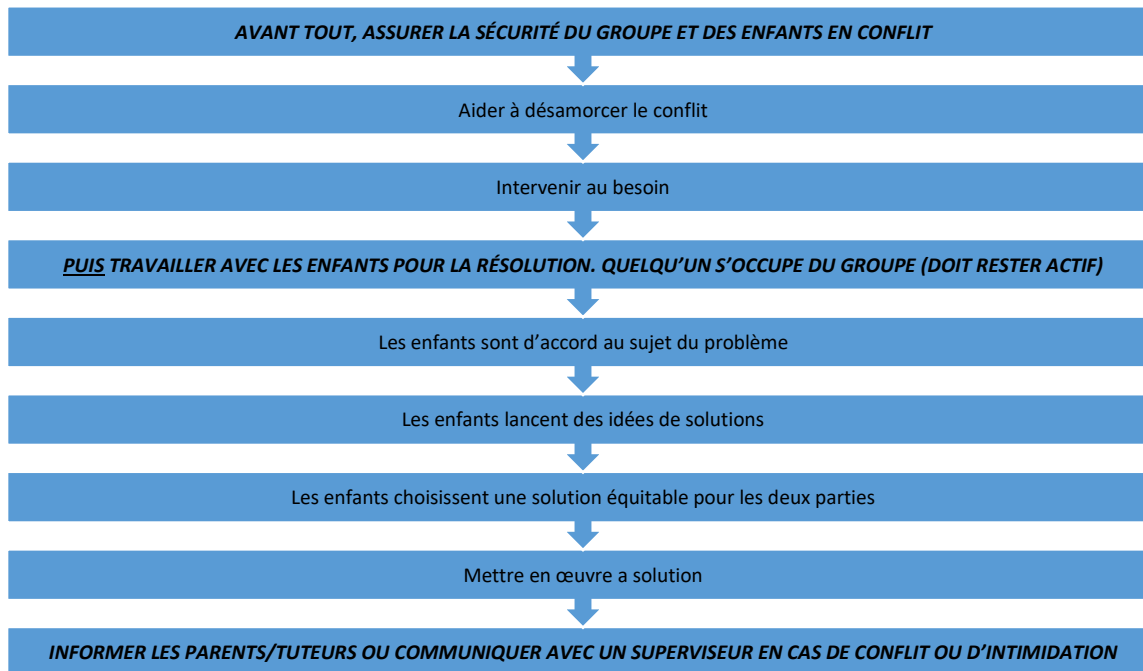 AVANT TOUT, ASSURER LA SÉCURITÉ DU GROUPE ET DES ENFANTS EN CONFLIT
Aider à désamorcer le conflit
Intervenir au besoin
PUIS TRAVAILLER AVEC LES ENFANTS POUR LA RÉSOLUTION. QUELQU’UN S’OCCUPE DU GROUPE (DOIT RESTER ACTIF)
Les enfants sont d’accord au sujet du problème
Les enfants lancent des idées de solutions
Les enfants choisissent une solution équitable pour les deux parties
Mettre en œuvre a solution
INFORMER LES PARENTS/TUTEURS OU COMMUNIQUER AVEC UN SUPERVISEUR EN CAS DE CONFLIT OU D’INTIMIDATION